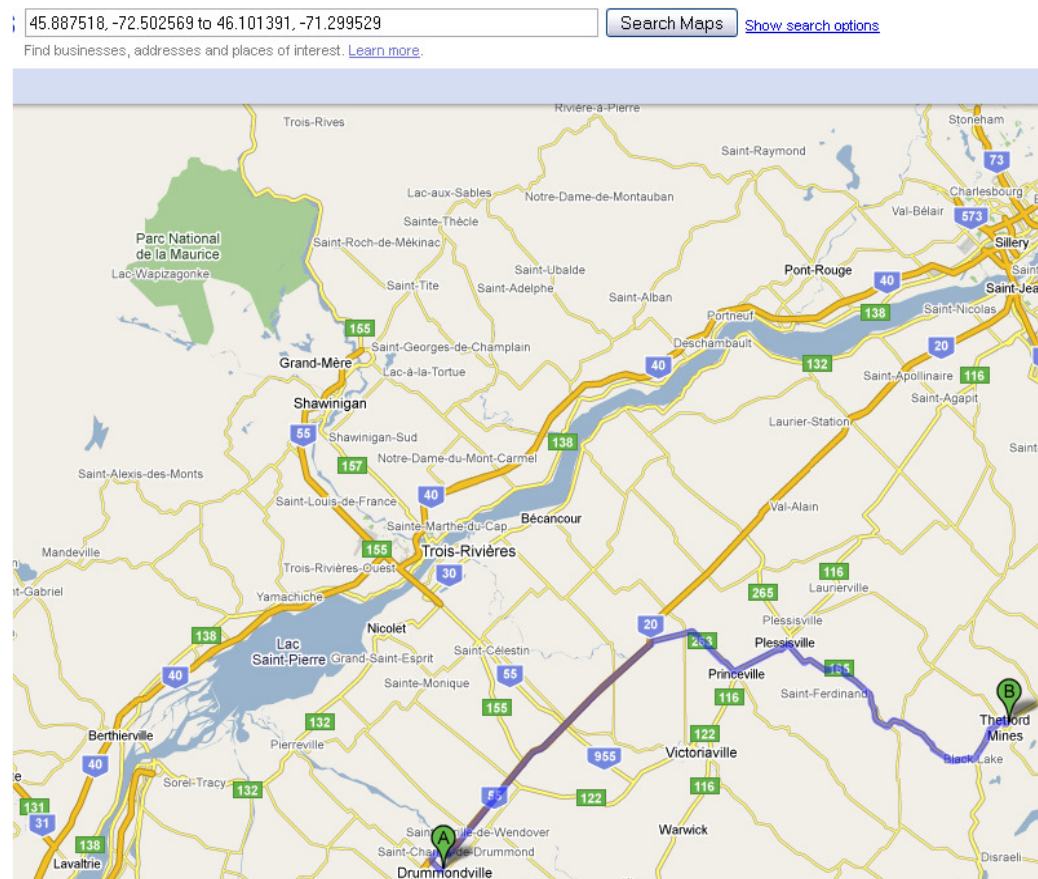 45.887518, -72.502569 to 46.101391, -71.299529
Search Maps
Show search options
Find businesses, addresses and places of interest. Learn more.
Rivière-à-Pierre
Trois-Rives
Stoneham
Saint-Raymond
73
Lac-aux-Sables
Notre-Dame-de-Montauban
Charlesbourg
Val-Bélair
573
Sainte-Thècle
Parc National
de la Maurice
Saint-Roch-de-Mékinac
Sillery
Lac-Wapizagonke
Saint-Ubalde
Pont-Rouge
40
Saint-Tite
Saint-Adelphe
Saint-Alban
138
Saint-Nicolas
Portneuf
155
Saint-Georges-de-Champlain
Deschambault
20
Grand-Mère
Lac-à-la-Tortue
40
132
Saint-Apollinaire
116
Shawinigan
Saint-Agapit
55
Shawinigan-Sud
138
Laurier-Station
157
Notre-Dame-du-Mont-Carmel
Saint-Alexis-des-Monts
Saint-Louis-de-France
40
Val-Alain
Sainte-Marthe-du-Cap
Bécancour
155
Trois-Rivières
Mandeville
Trois-Rivières-Ouest
30
116
Laurierville
265
Yamachiche
138
Nicolet
20
Plessisville
Plessisville
263
Lac
Saint-Pierre
Grand-Saint-Esprit
Saint-Célestin
Princeville
165
40
Sainte-Monique
55
116
Saint-Ferdinand
B
155
Thetford
Mines
132
122
Berthierville
Pierreville
Victoriaville
955
Black Lake
40
Sorel-Tracy
132
55
122
116
131
31
A
Warwick
138
Disraeli
Lavaltrie
Drummondville